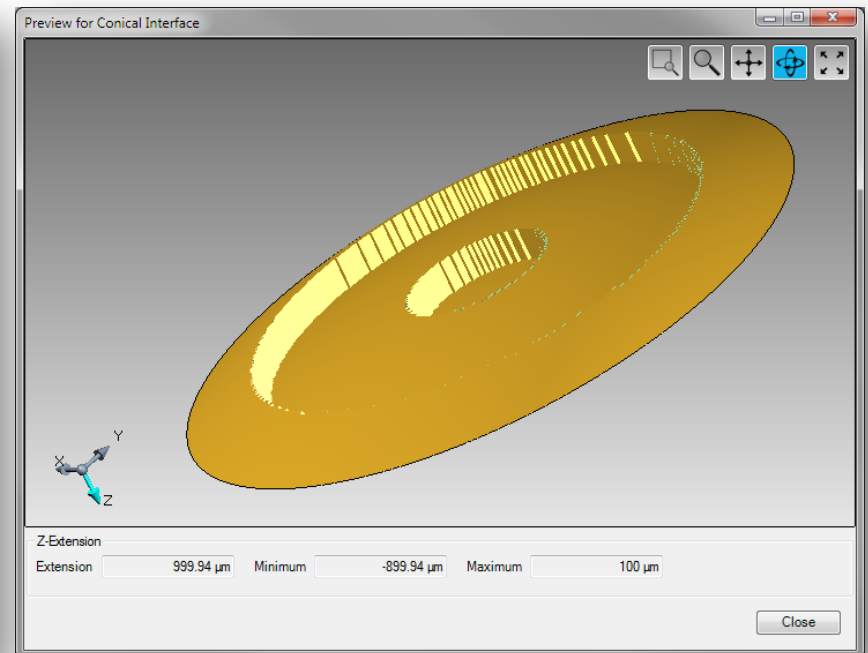 Preview for Conical Interface
X
Y
Z
Z-Extension
Extension 999.94 µm Minimum -899.94 µm Maximum 100 µm
Close